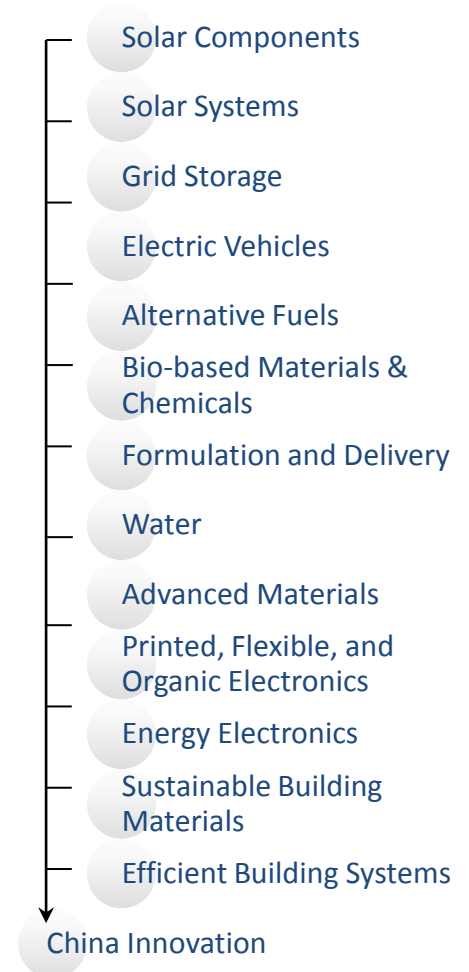 Solar Components
Solar Systems
Grid Storage
Electric Vehicles
Alternative Fuels
Bio-based Materials &
Chemicals
Formulation and Delivery
Water
Advanced Materials
Printed, Flexible, and
Organic Electronics
Energy Electronics
Sustainable Building
Materials
Efficient Building Systems
China Innovation